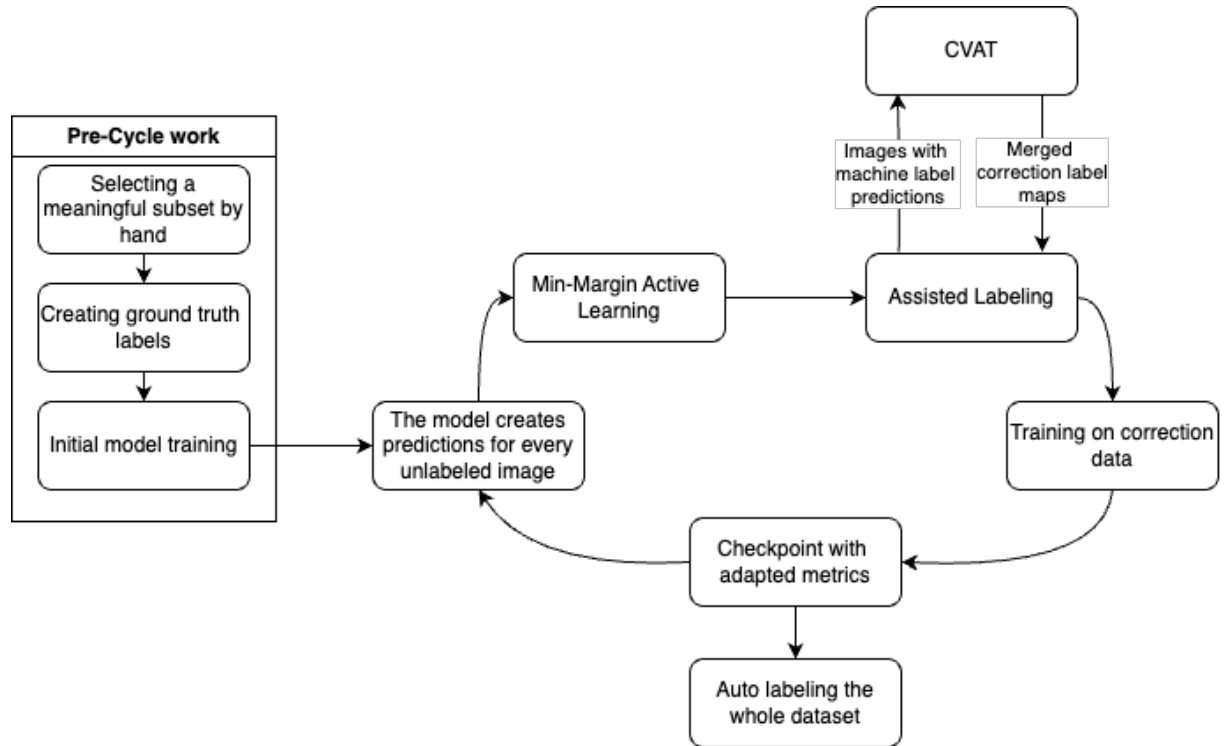 CVAT
Pre-Cycle work
Selecting a
meaningful subset by
hand
Creating ground truth
labels
Initial model training
Images with
machine label
predictions
Merged
correction label
maps
Min-Margin Active
Learning
Assisted Labeling
The model creates
predictions for every
unlabeled image
Training on correction
data
Checkpoint with
adapted metrics
Auto labeling the
whole dataset